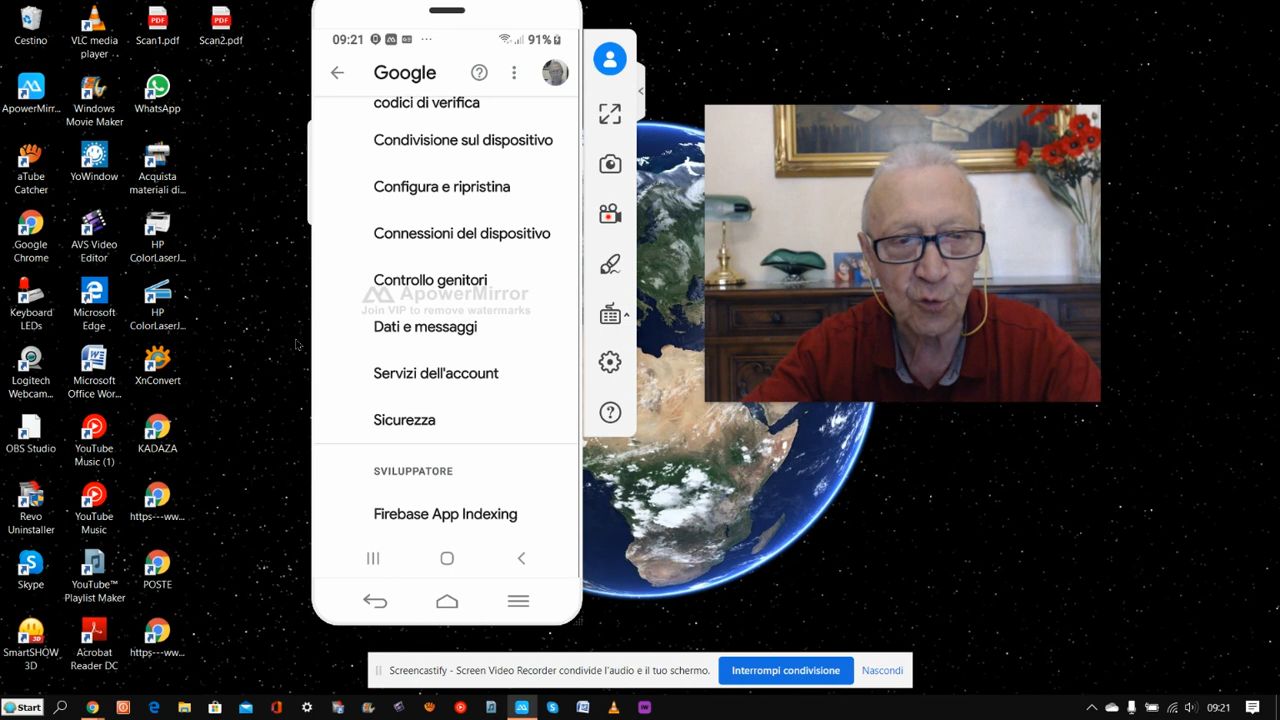 Cestino
VLC media
player
Scan1.pdf
Scan2.pdf
ApowerMirr...
Windows
Movie Maker
WhatsApp
aTube
Catcher
YoWindow
Acquista
materiali di...
Google
Chrome
AVS Video
Editor
HP
ColorLaserJ...
Keyboard
LEDs
Microsoft
Edge
HP
ColorLaserJ...
Logitech
Webcam...
Microsoft
Office Wor...
XnConvert
OBS Studio
YouTube
Music (1)
KADAZA
Revo
Uninstaller
YouTube
Music
https---ww...
Skype
YouTube™
Playlist Maker
POSTE
SmartSHOW
3D
Acrobat
Reader DC
https---ww...
09:21 ... 91%
Google
codici di verifica
Condivisione sul dispositivo
Configura e ripristina
Connessioni del dispositivo
Controllo genitori
ApowerMirror
Join VIP to remove watermarks
Dati e messaggi
Servizi dell'account
Sicurezza
SVILUPPATORE
Firebase App Indexing
Screencastify - Screen Video Recorder condivide l'audio e il tuo schermo.
Interrompi condivisione
Nascondi
Start
09:21